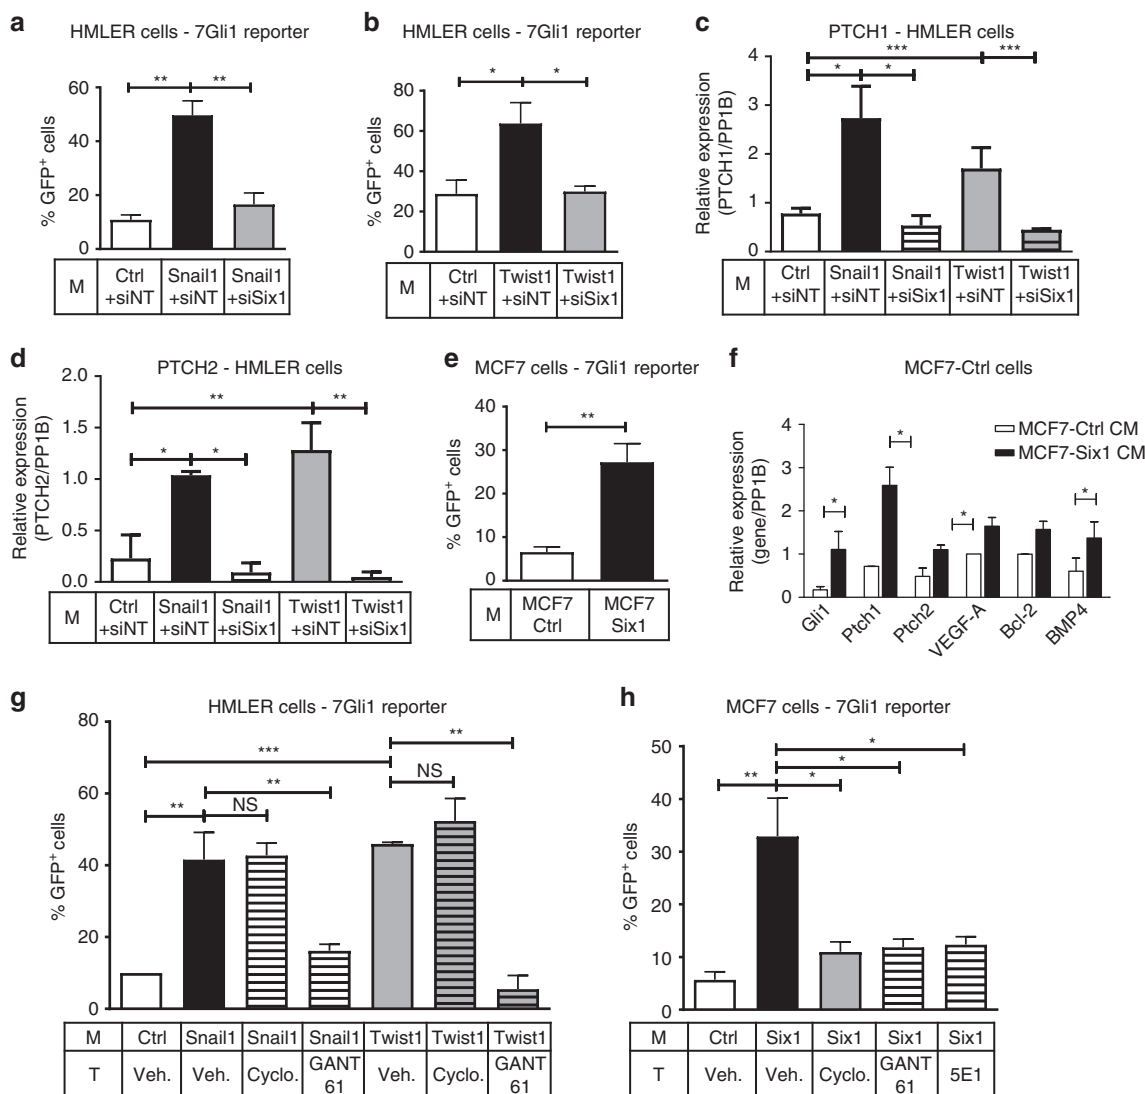 a
HMLER cells - 7Gli1 reporter
% GFP+ cells
60
40
20
0
** **
M
Ctrl +siNT
Snail1 +siNT
Snail1 +siSix1
b
HMLER cells - 7Gli1 reporter
% GFP+ cells
80
60
40
20
0
* *
M
Ctrl +siNT
Twist1 +siNT
Twist1 +siSix1
c
PTCH1 - HMLER cells
Relative expression
(PTCH1/PP1B)
4
3
2
1
0
*** ***
* *
M
Ctrl +siNT
Snail1 +siNT
Snail1 +siSix1
Twist1 +siNT
Twist1 +siSix1
d
PTCH2 - HMLER cells
Relative expression
(PTCH2/PP1B)
2.0
1.5
1.0
0.5
0.0
** **
* *
M
Ctrl +siNT
Snail1 +siNT
Snail1 +siSix1
Twist1 +siNT
Twist1 +siSix1
e
MCF7 cells - 7Gli1 reporter
% GFP+ cells
40
30
20
10
0
**
M
MCF7 Ctrl
MCF7 Six1
f
MCF7-Ctrl cells
MCF7-Ctrl CM
MCF7-Six1 CM
Relative expression
(gene/PP1B)
4
3
2
1
0
* * * *
Gli1
Ptch1
Ptch2
VEGF-A
Bcl-2
BMP4
g
HMLER cells - 7Gli1 reporter
% GFP+ cells
80
60
40
20
0
*** **
** NS
** NS
M Ctrl Snail1 Snail1 Snail1 Twist1 Twist1 Twist1
T Veh. Veh. Cyclo. GANT 61 Veh. Cyclo. GANT 61
h
MCF7 cells - 7Gli1 reporter
% GFP+ cells
50
40
30
20
10
0
*
*
** *
M Ctrl Six1 Six1 Six1 Six1
T Veh. Veh. Cyclo. GANT 61 5E1